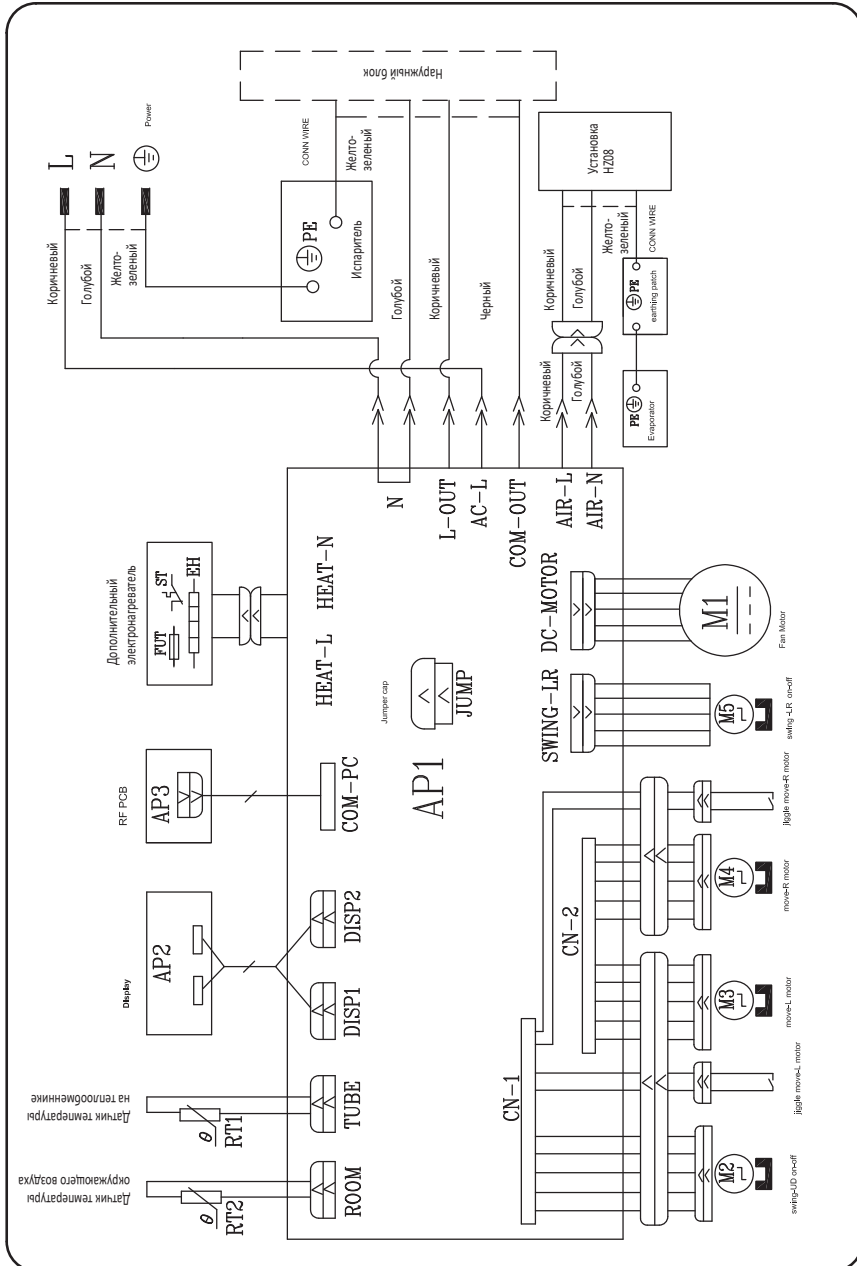 Наружный блок
L
N
Power
CONN WIRE
Желто-
зеленый
PE
Испаритель
Коричневый
Голубой
Желто-
зеленый
Голубой
Коричневый
Черный
Установка
HZ08
Коричневый
Голубой
Желто-
зеленый
CONN WIRE
PE
earthing patch
Коричневый
Голубой
PE
Evaporator
Дополнительный
электронагреватель
FUT
ST
EH
HEAT-L
HEAT-N
N
L-OUT
AC-L
COM-OUT
AIR-L
AIR-N
RF PCB
AP3
COM-PC
Jumper cap
JUMP
AP1
DC-MOTOR
M1
Fan Motor
SWING-LR
M5
swing -LR on-off
Display
AP2
DISP1
DISP2
CN-2
jiggle move-R motor
M4
move-R motor
M3
move-L motor
CN-1
jiggle move-L motor
M2
swing-UD on-off
Датчик температуры
на теплообменнике
θ
RT1
TUBE
Датчик температуры
окружающего воздуха
θ
RT2
ROOM